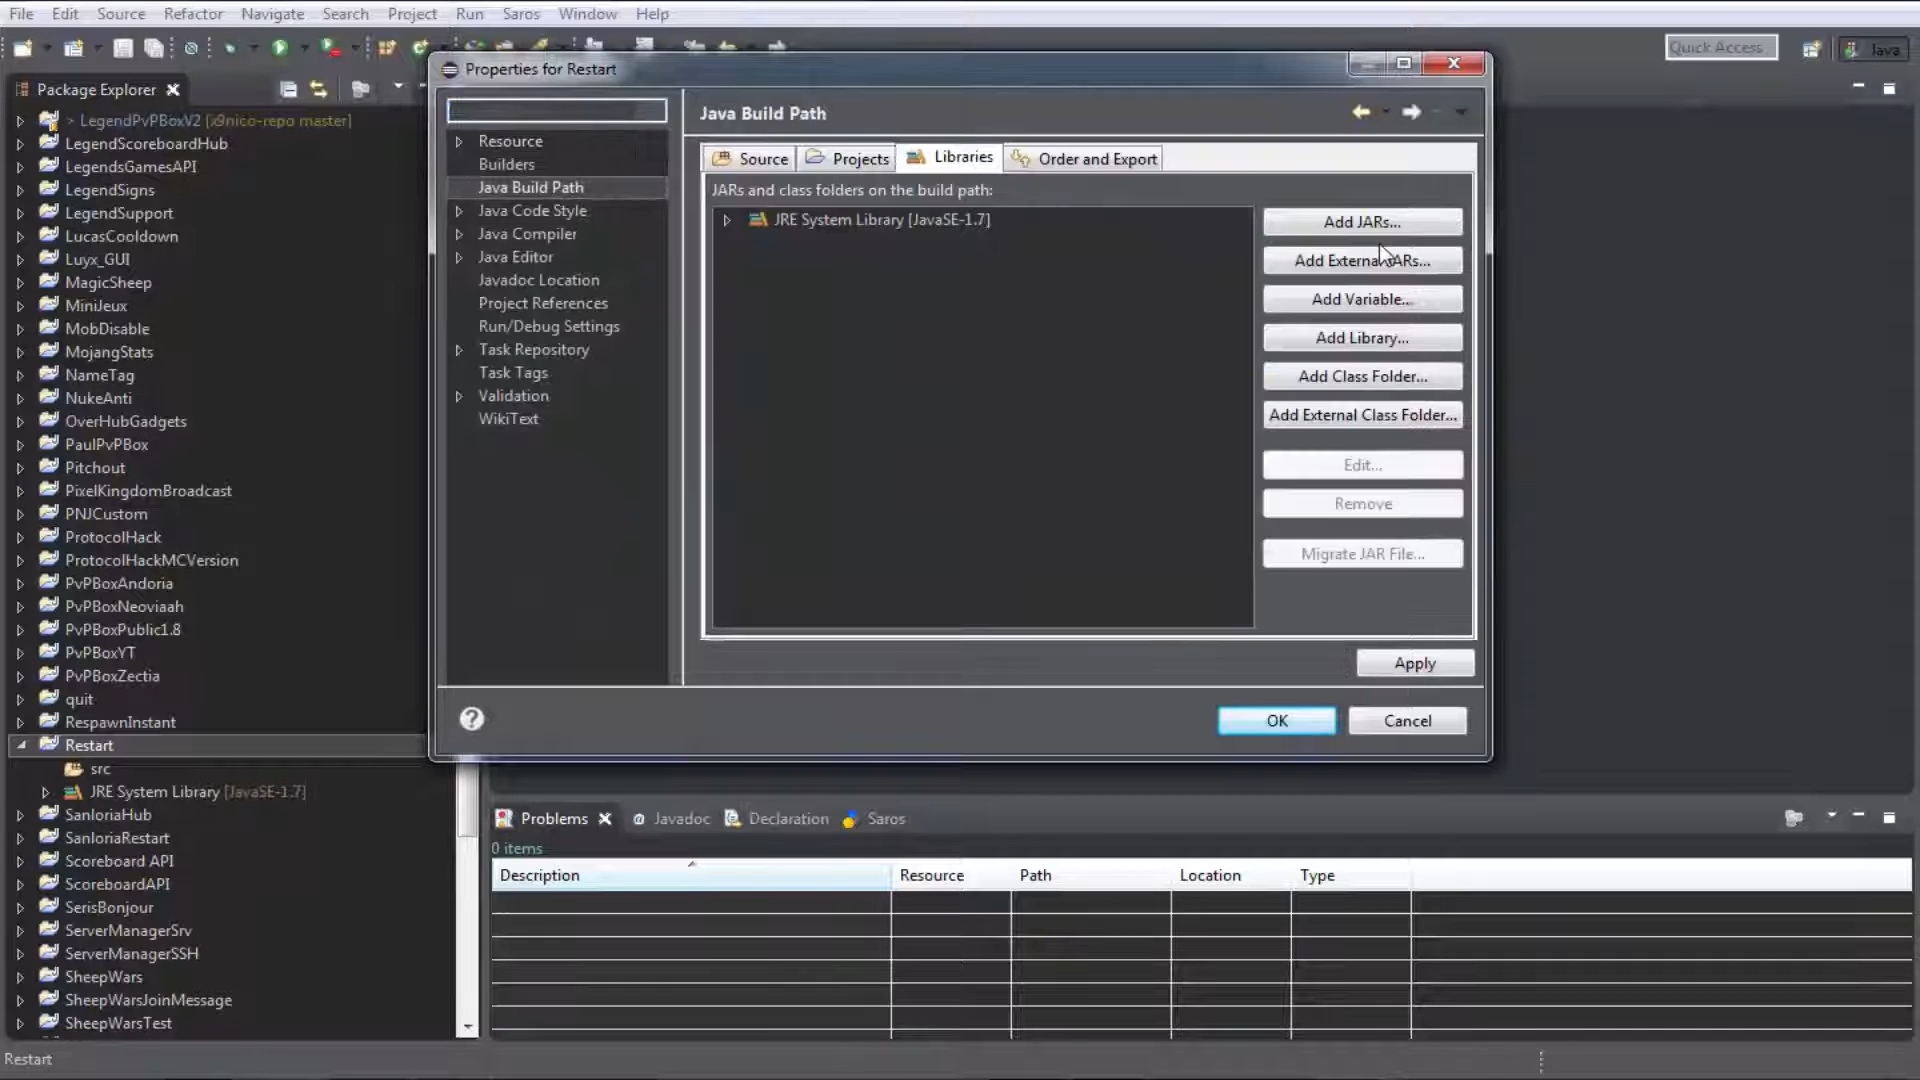 File Edit Source Refactor Navigate Search Project Run Saros Window Help
Quick Access
Java
Package Explorer
> LegendPvPBoxV2 [x9nico-repo master]
LegendScoreboardHub
LegendsGamesAPI
LegendSigns
LegendSupport
LucasCooldown
Luyx_GUI
MagicSheep
MiniJeux
MobDisable
MojangStats
NameTag
NukeAnti
OverHubGadgets
PaulPvPBox
Pitchout
PixelKingdomBroadcast
PNJCustom
ProtocolHack
ProtocolHackMCVersion
PvPBoxAndoria
PvPBoxNeoviaah
PvPBoxPublic1.8
PvPBoxYT
PvPBoxZectia
quit
RespawnInstant
Restart
src
JRE System Library [JavaSE-1.7]
SanloriaHub
SanloriaRestart
Scoreboard API
ScoreboardAPI
SerisBonjour
ServerManagerSrv
ServerManagerSSH
SheepWars
SheepWarsJoinMessage
SheepWarsTest
Properties for Restart
Resource
Builders
Java Build Path
Java Code Style
Java Compiler
Java Editor
Javadoc Location
Project References
Run/Debug Settings
Task Repository
Task Tags
Validation
WikiText
Java Build Path
Source Projects Libraries Order and Export
JARs and class folders on the build path:
JRE System Library [JavaSE-1.7]
Add JARs...
Add External JARs...
Add Variable...
Add Library...
Add Class Folder...
Add External Class Folder...
Edit...
Remove
Migrate JAR File...
Apply
OK Cancel
Problems Javadoc Declaration Saros
0 items
Description Resource Path Location Type
Restart